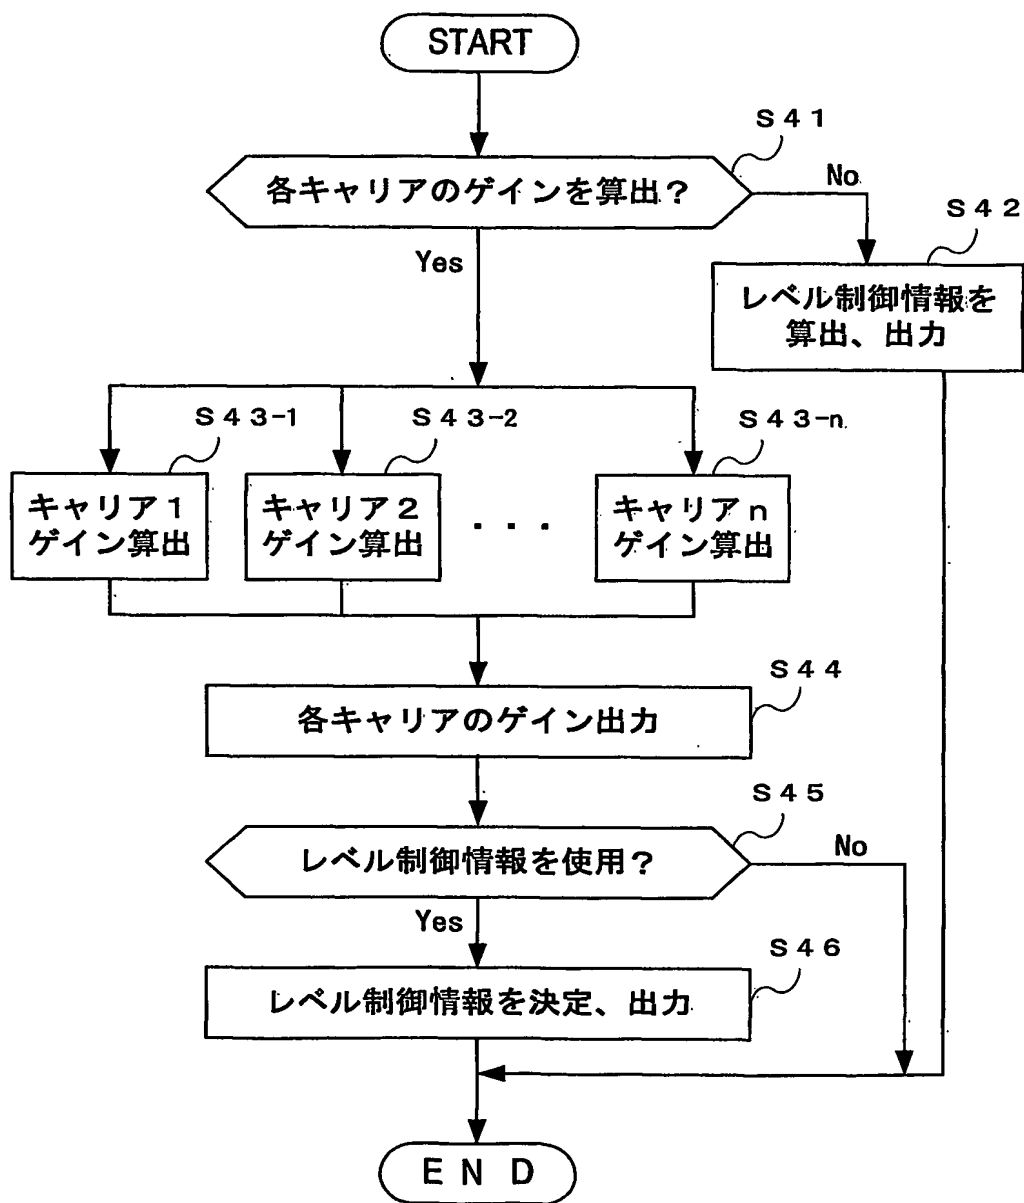 START
S41
各キャリアのゲインを算出?
No
Yes
S42
レベル制御情報を
算出、出力
S43-1
S43-2
S43-n
キャリア1
ゲイン算出
キャリア2
ゲイン算出
・・・
キャリアn
ゲイン算出
S44
各キャリアのゲイン出力
S45
レベル制御情報を使用?
No
Yes
S46
レベル制御情報を決定、出力
END